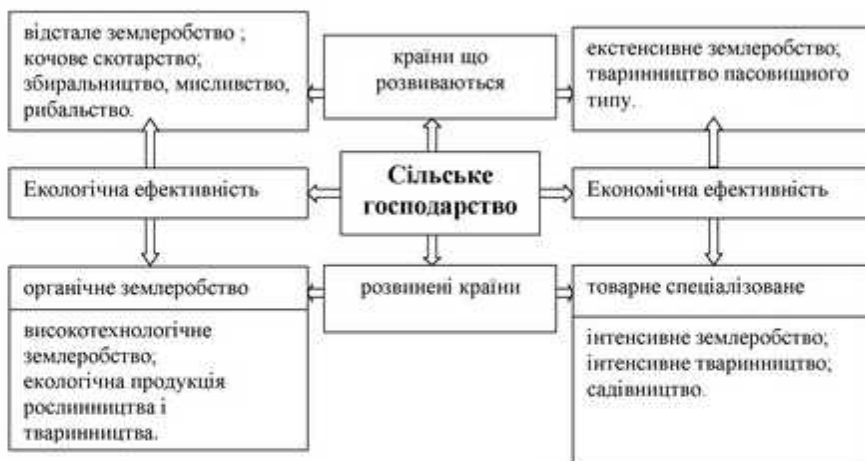 відстале землеробство ;
кочове скотарство;
збиральництво, мисливство,
рибальство.
країни що
розвиваються
екстенсивне землеробство;
тваринництво пасовищного
типу.
Екологічна ефективність
Сільське
господарство
Економічна ефективність
органічне землеробство
розвинені країни
товарне спеціалізоване
високотехнологічне
землеробство;
екологічна продукція
рослинництва і
тваринництва.
інтенсивне землеробство;
інтенсивне тваринництво;
садівництво.